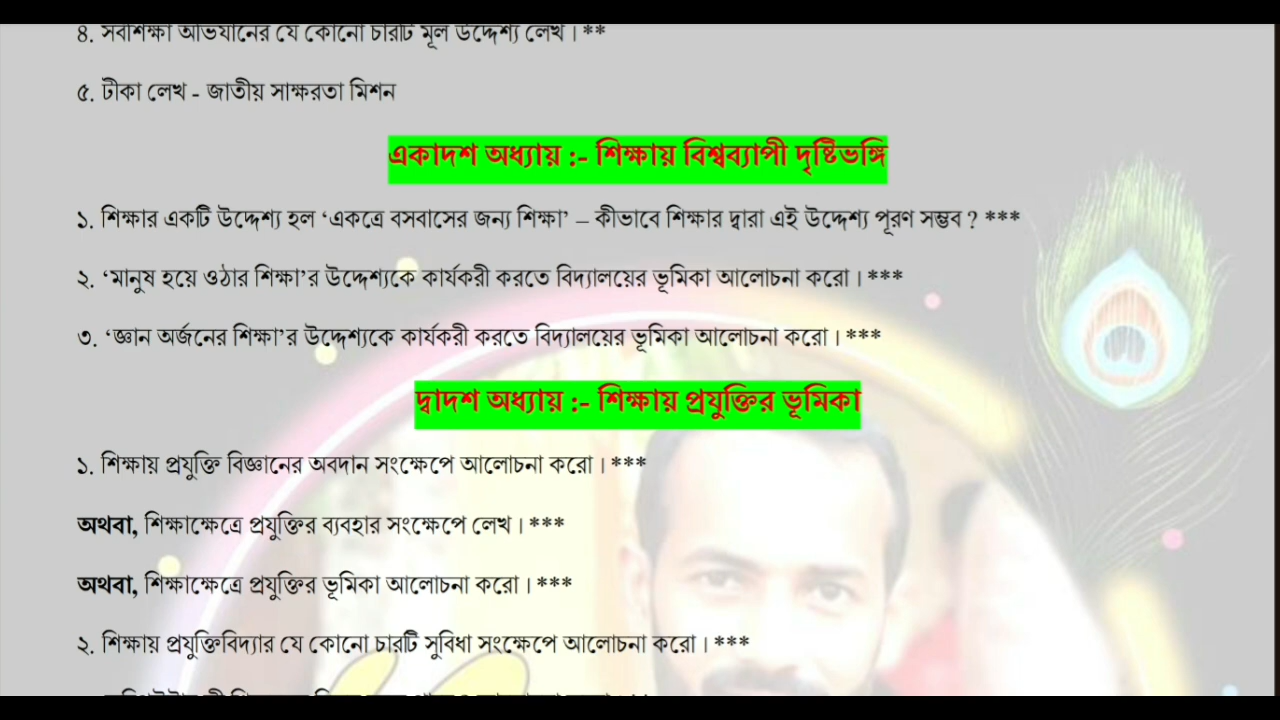 ৪. সর্বশিক্ষা অভিযানের যে কোনো চারটি মূল উদ্দেশ্য লেখ। **
৫. টীকা লেখ - জাতীয় সাক্ষরতা মিশন
একাদশ অধ্যায় :- শিক্ষায় বিশ্বব্যাপী দৃষ্টিভঙ্গি
১. শিক্ষার একটি উদ্দেশ্য হল ‘একত্রে বসবাসের জন্য শিক্ষা’ – কীভাবে শিক্ষার দ্বারা এই উদ্দেশ্য পূরণ সম্ভব ? ***
২. ‘মানুষ হয়ে ওঠার শিক্ষা’র উদ্দেশ্যকে কার্যকরী করতে বিদ্যালয়ের ভূমিকা আলোচনা করো। ***
৩. ‘জ্ঞান অর্জনের শিক্ষা’র উদ্দেশ্যকে কার্যকরী করতে বিদ্যালয়ের ভূমিকা আলোচনা করো। ***
দ্বাদশ অধ্যায় :- শিক্ষায় প্রযুক্তির ভূমিকা
১. শিক্ষায় প্রযুক্তি বিজ্ঞানের অবদান সংক্ষেপে আলোচনা করো। ***
অথবা, শিক্ষাক্ষেত্রে প্রযুক্তির ব্যবহার সংক্ষেপে লেখ। ***
অথবা, শিক্ষাক্ষেত্রে প্রযুক্তির ভূমিকা আলোচনা করো। ***
২. শিক্ষায় প্রযুক্তিবিদ্যার যে কোনো চারটি সুবিধা সংক্ষেপে আলোচনা করো। ***